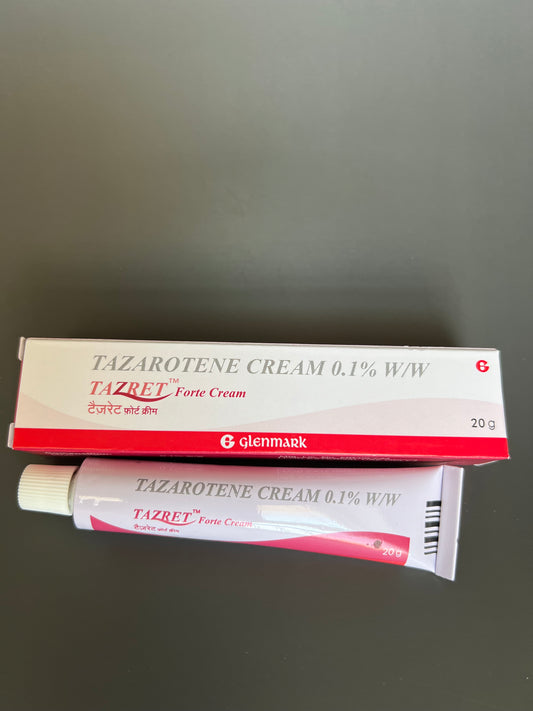 TAZAROTENE CREAM 0.1% W/W
TAZRET™ Forte Cream
टैज़रेट फ़ोर्ट क्रीम
20 g
Glenmark
TAZAROTENE CREAM 0.1% W/W
TAZRET™ Forte Cream
टैज़रेट फ़ोर्ट क्रीम
20 g